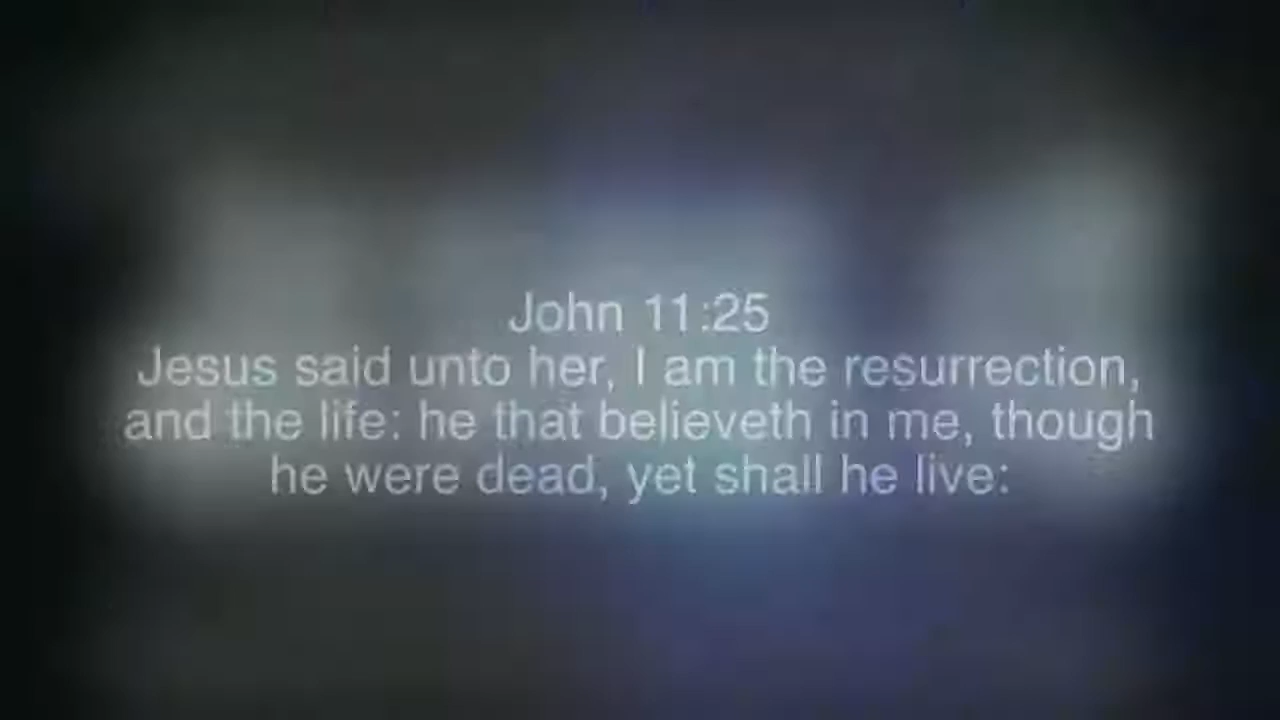 John 11:25
Jesus said unto her, I am the resurrection,
and the life: he that believeth in me, though
he were dead, yet shall he live: